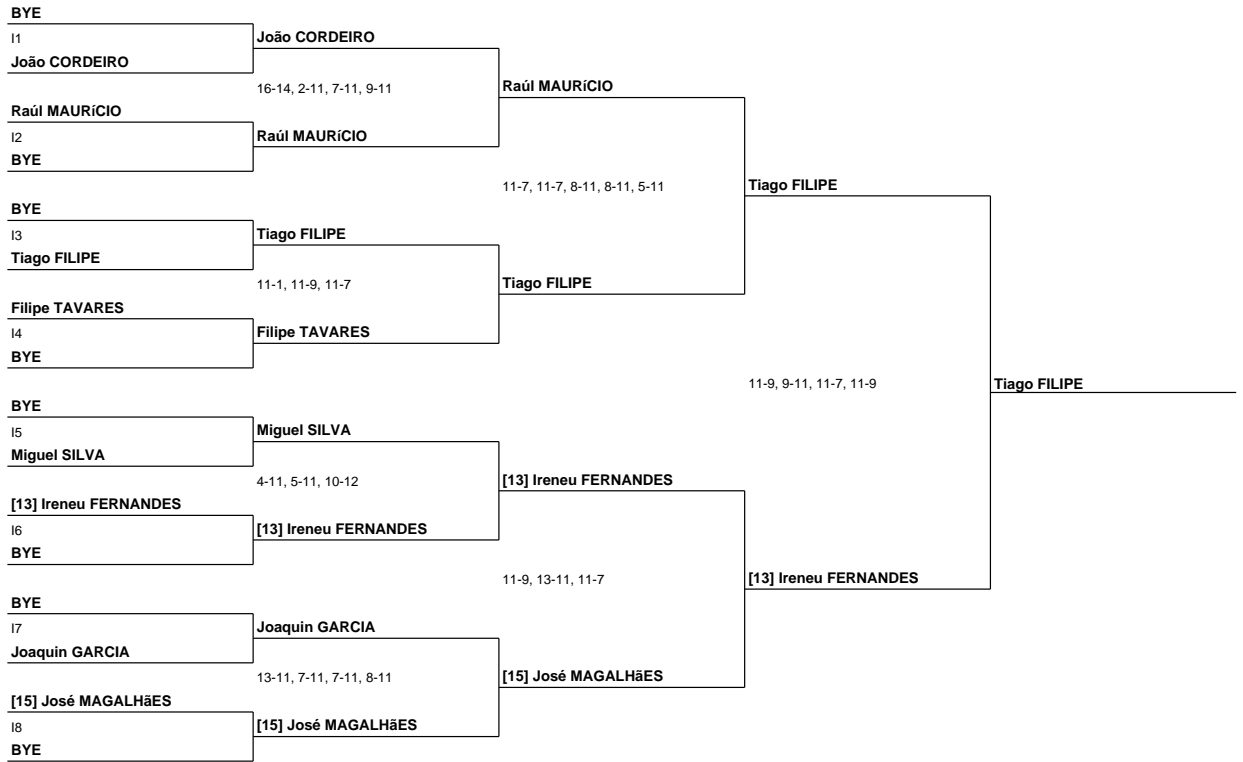 BYE
I1
João CORDEIRO
Raúl MAURíCIO
I2
BYE
BYE
I3
Tiago FILIPE
Filipe TAVARES
I4
BYE
BYE
I5
Miguel SILVA
[13] Ireneu FERNANDES
I6
BYE
BYE
I7
Joaquin GARCIA
[15] José MAGALHãES
I8
BYE
João CORDEIRO
16-14, 2-11, 7-11, 9-11
Raúl MAURíCIO
Tiago FILIPE
11-1, 11-9, 11-7
Filipe TAVARES
Miguel SILVA
4-11, 5-11, 10-12
[13] Ireneu FERNANDES
Joaquin GARCIA
13-11, 7-11, 7-11, 8-11
[15] José MAGALHãES
Raúl MAURíCIO
11-7, 11-7, 8-11, 8-11, 5-11
Tiago FILIPE
[13] Ireneu FERNANDES
11-9, 13-11, 11-7
[15] José MAGALHãES
Tiago FILIPE
11-9, 9-11, 11-7, 11-9
[13] Ireneu FERNANDES
Tiago FILIPE